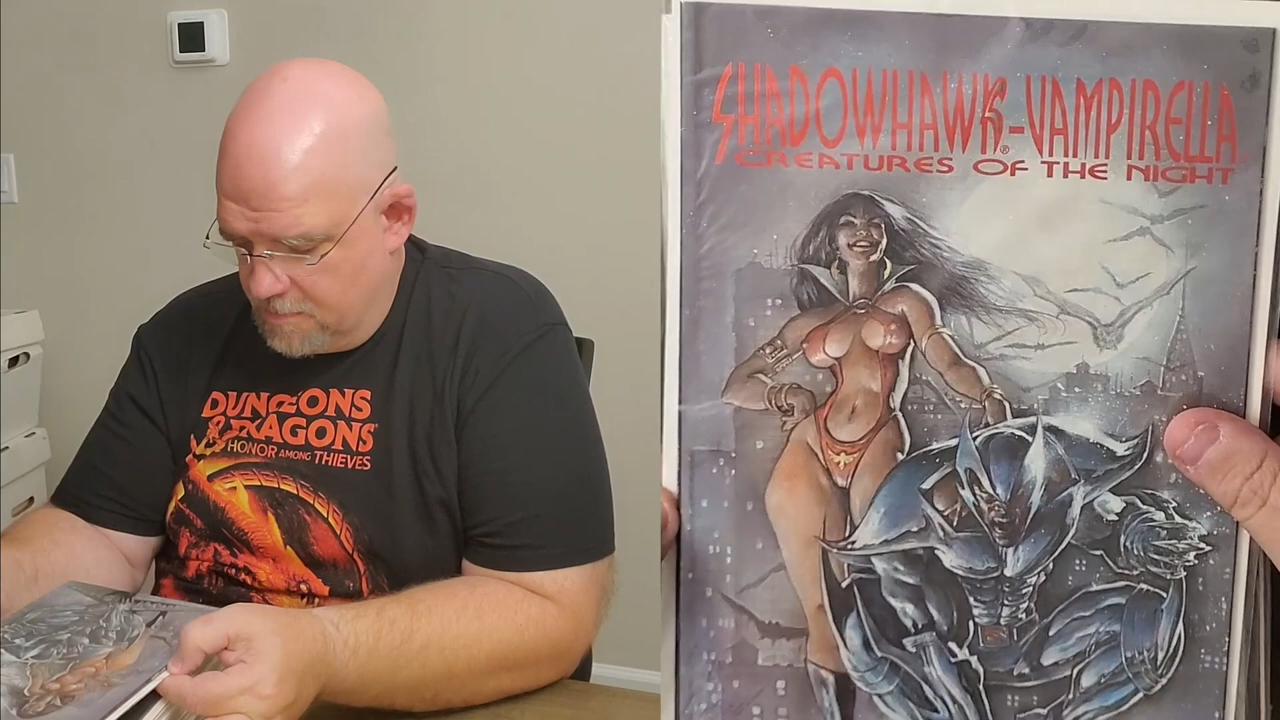 DUNGEONS
& DRAGONS
HONOR AMONG THIEVES
SHADOWHAWK®-VAMPIRELLA
CREATURES OF THE NIGHT